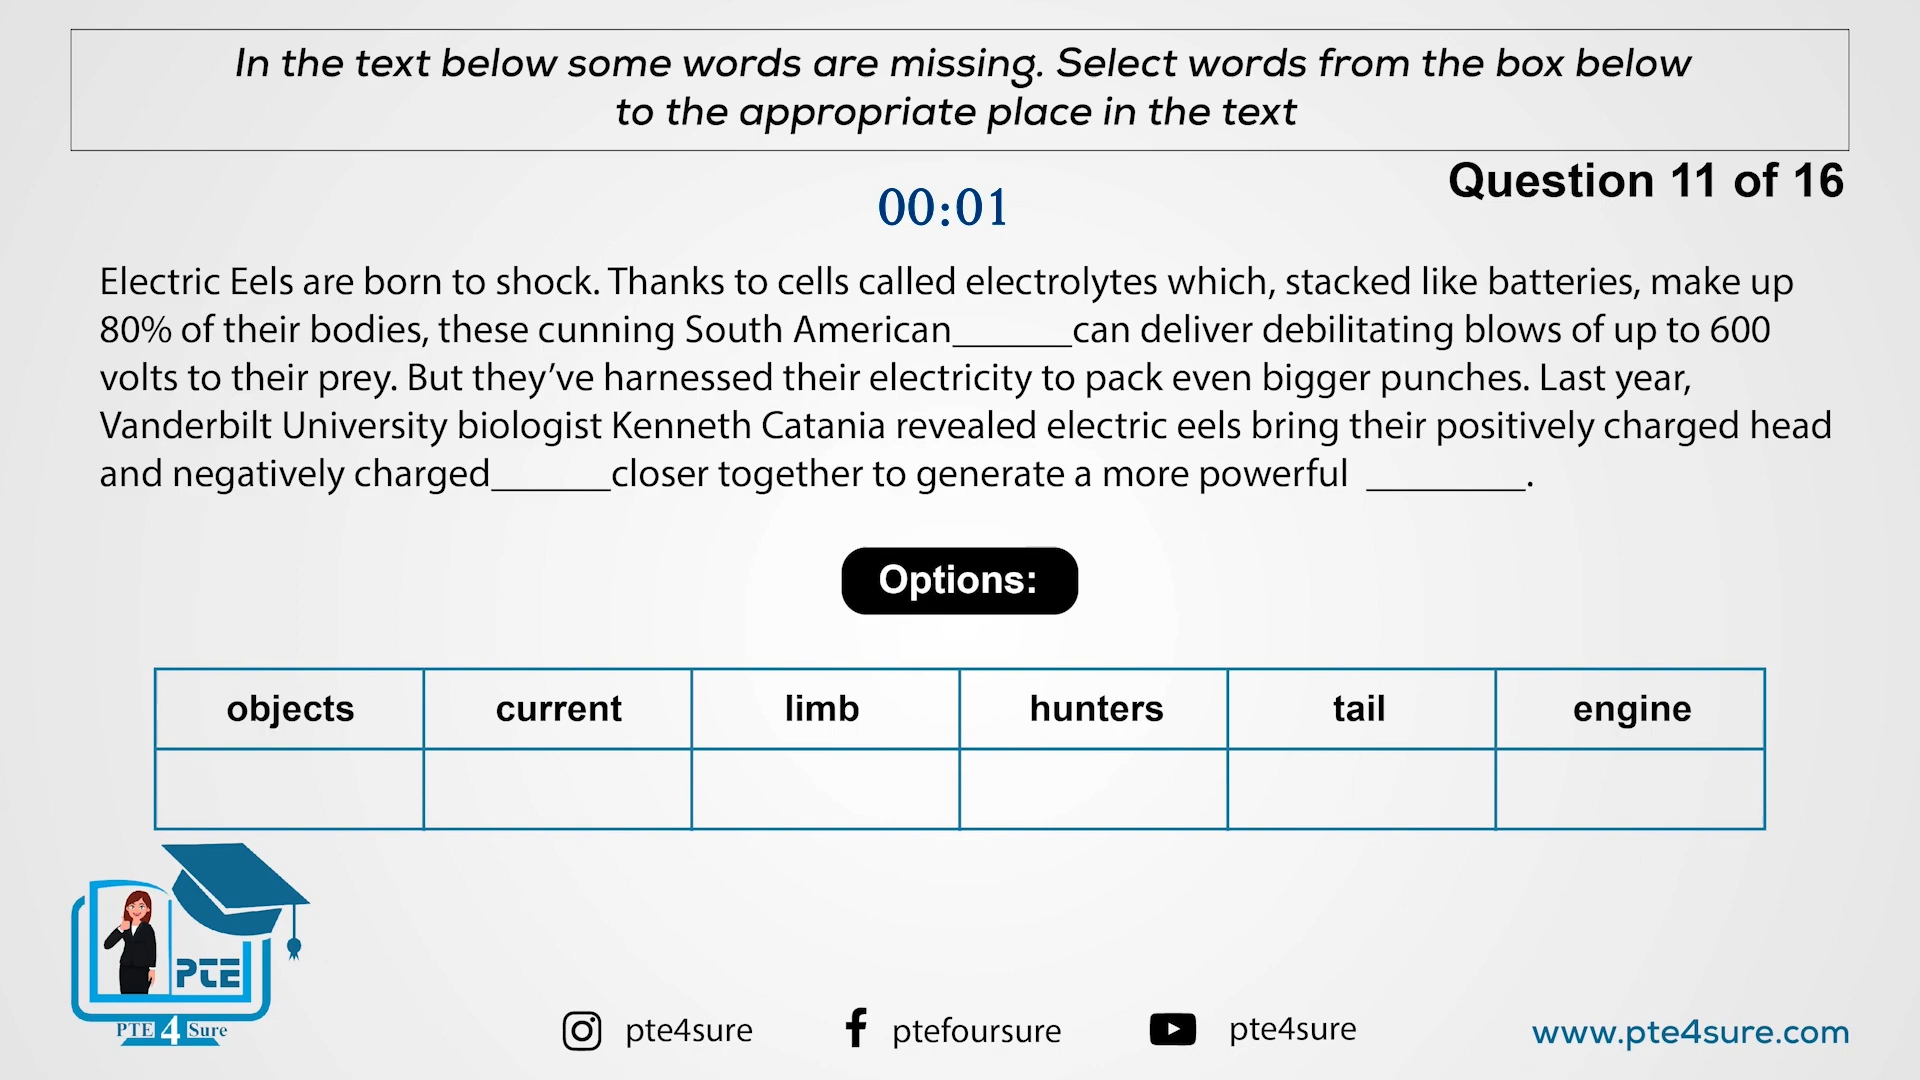 In the text below some words are missing. Select words from the box below
to the appropriate place in the text
Question 11 of 16
00:01
Electric Eels are born to shock. Thanks to cells called electrolytes which, stacked like batteries, make up
80% of their bodies, these cunning South American______can deliver debilitating blows of up to 600
volts to their prey. But they’ve harnessed their electricity to pack even bigger punches. Last year,
Vanderbilt University biologist Kenneth Catania revealed electric eels bring their positively charged head
and negatively charged______closer together to generate a more powerful ________.
Options:
objects current limb hunters tail engine
PTE
PTE 4 Sure
pte4sure ptefoursure pte4sure www.pte4sure.com